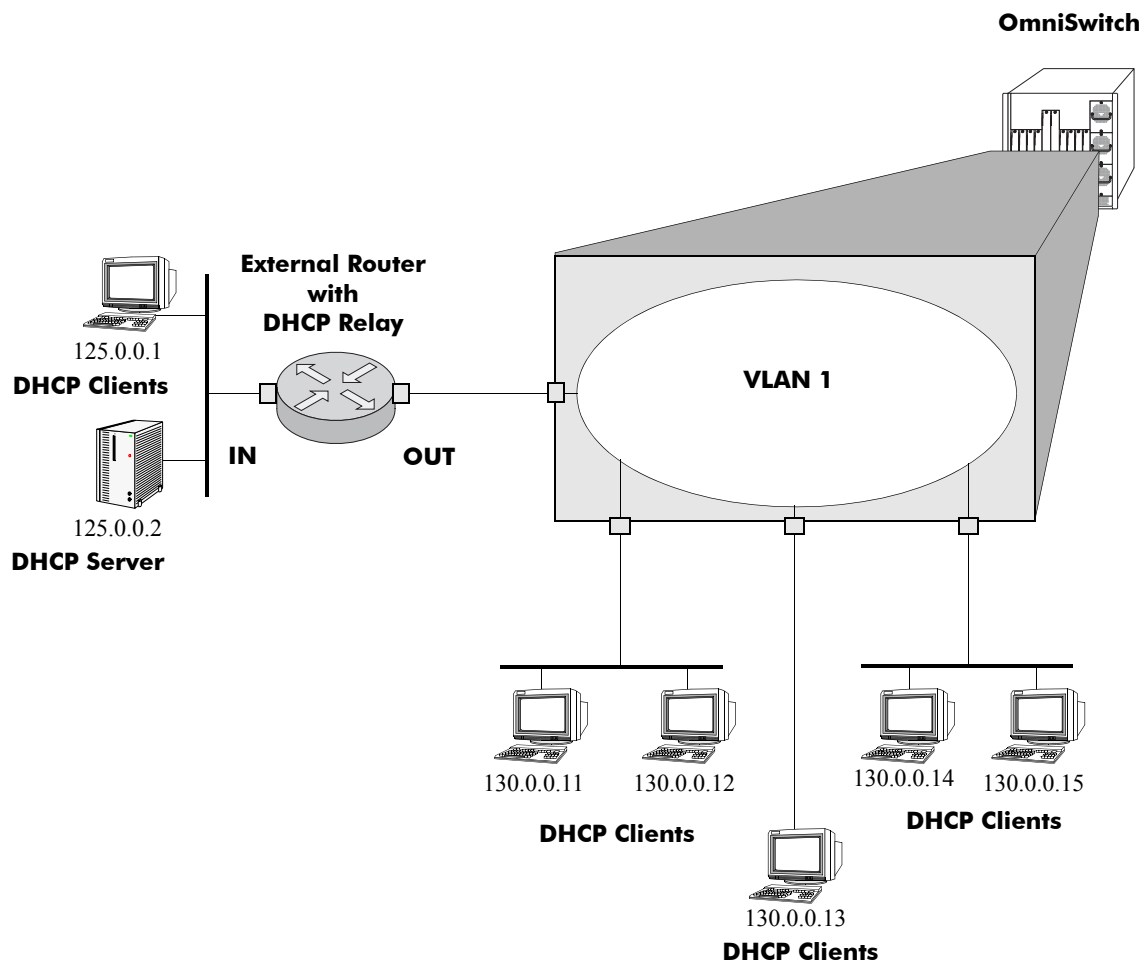 OmniSwitch
External Router
with
DHCP Relay
125.0.0.1
DHCP Clients
IN
OUT
VLAN 1
125.0.0.2
DHCP Server
130.0.0.11
130.0.0.12
DHCP Clients
130.0.0.14
130.0.0.15
DHCP Clients
130.0.0.13
DHCP Clients